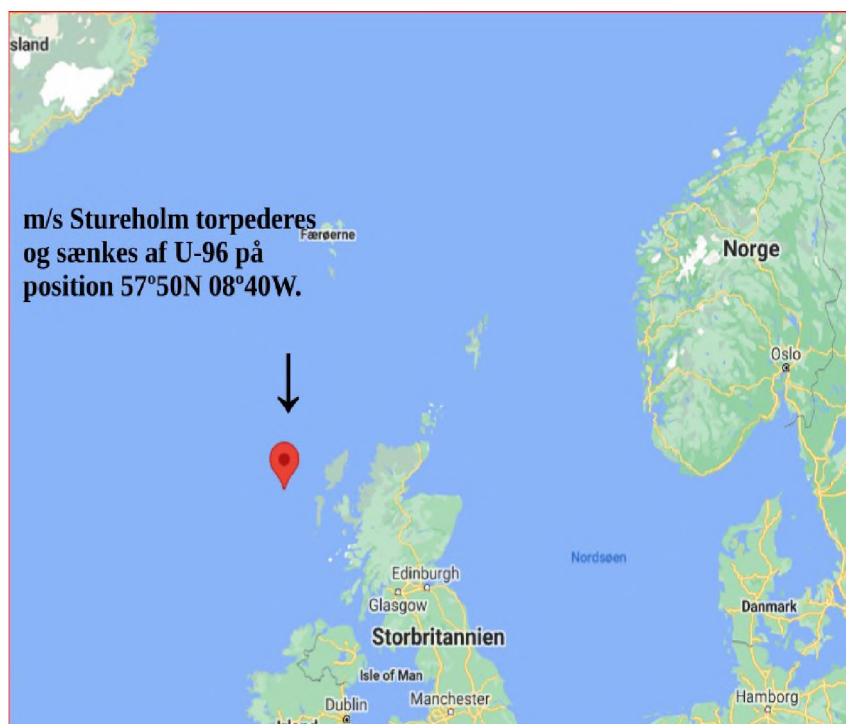 sland
m/s Stureholm torpederes
og sænkes af U-96 på
position 57º50N 08º40W.
Færøerne
Norge
Oslo
Nordsøen
Edinburgh
Glasgow
Danmark
Storbritannien
Isle of Man
Manchester
Hamborg
Dublin
Irland